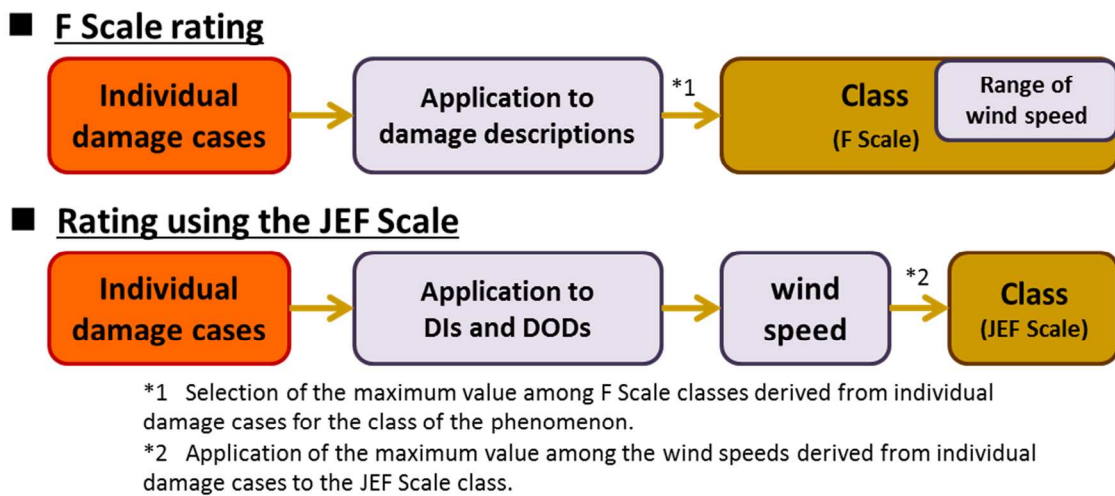 ■ F Scale rating
Individual
damage cases
Application to
damage descriptions
*1
Class
(F Scale)
Range of
wind speed
■ Rating using the JEF Scale
Individual
damage cases
Application to
DIs and DODs
wind
speed
*2
Class
(JEF Scale)
*1 Selection of the maximum value among F Scale classes derived from individual
damage cases for the class of the phenomenon.
*2 Application of the maximum value among the wind speeds derived from individual
damage cases to the JEF Scale class.